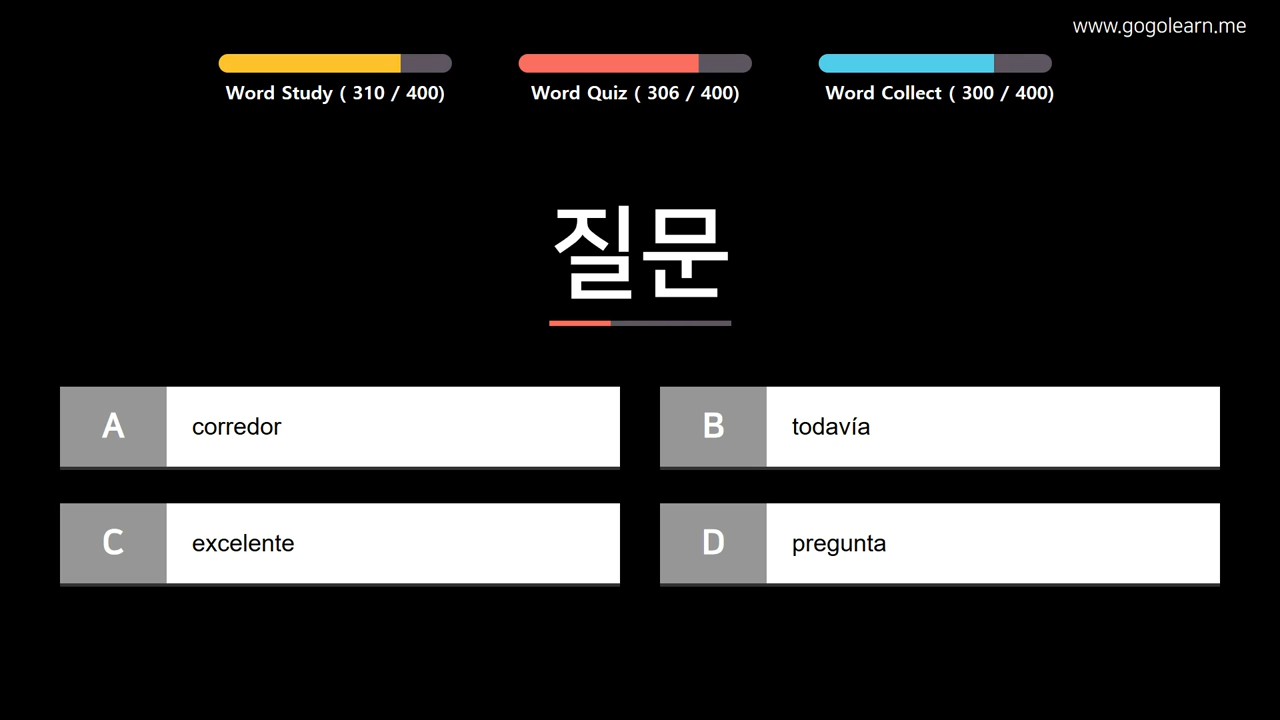 www.gogolearn.me
Word Study ( 310 / 400)
Word Quiz ( 306 / 400)
Word Collect ( 300 / 400)
질문
A corredor
B todavía
C excelente
D pregunta